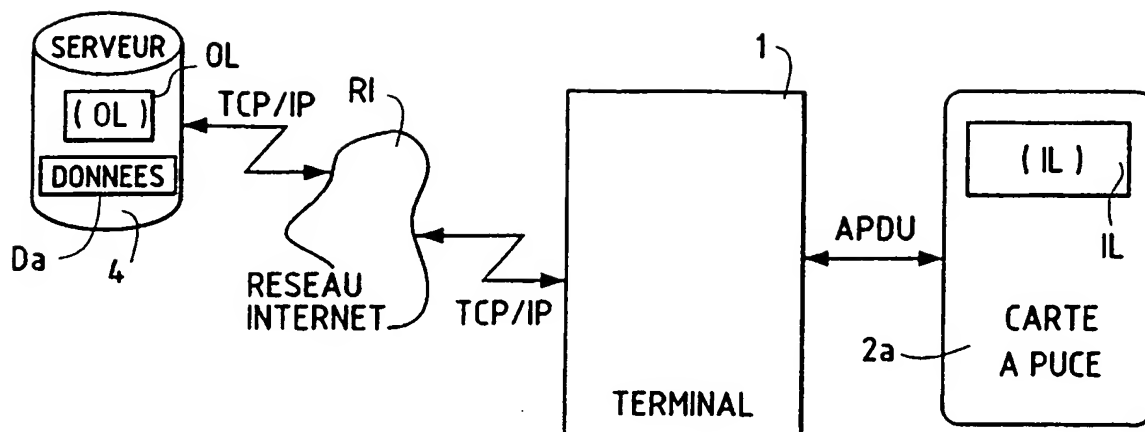 SERVEUR
OL
( OL )
DONNEES
Da
4
TCP/IP
RI
RESEAU
INTERNET
TCP/IP
1
TERMINAL
APDU
( IL )
IL
2a
CARTE
A PUCE